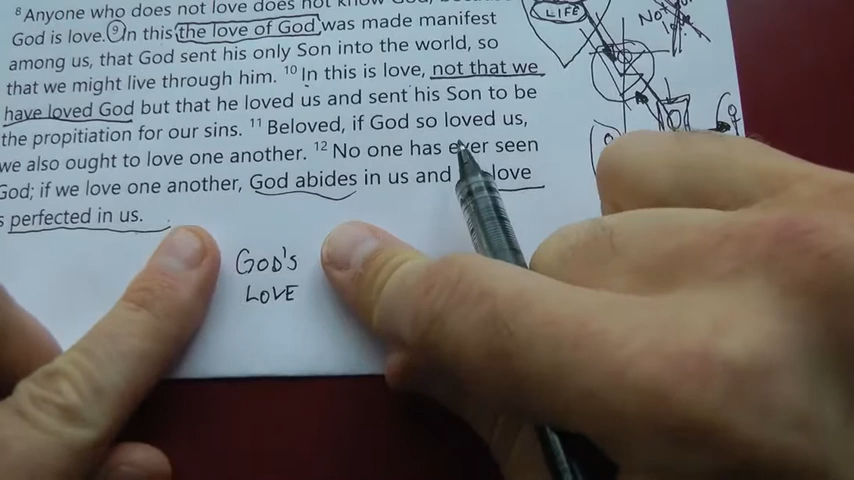 ⁸ Anyone who does not love does not know God, because
God is love. ⁹ In this the love of God was made manifest
among us, that God sent his only Son into the world, so
that we might live through him. ¹⁰ In this is love, not that we
have loved God but that he loved us and sent his Son to be
the propitiation for our sins. ¹¹ Beloved, if God so loved us,
we also ought to love one another. ¹² No one has ever seen
God; if we love one another, God abides in us and love
s perfected in us.
GOD'S
LOVE
LIFE
NO